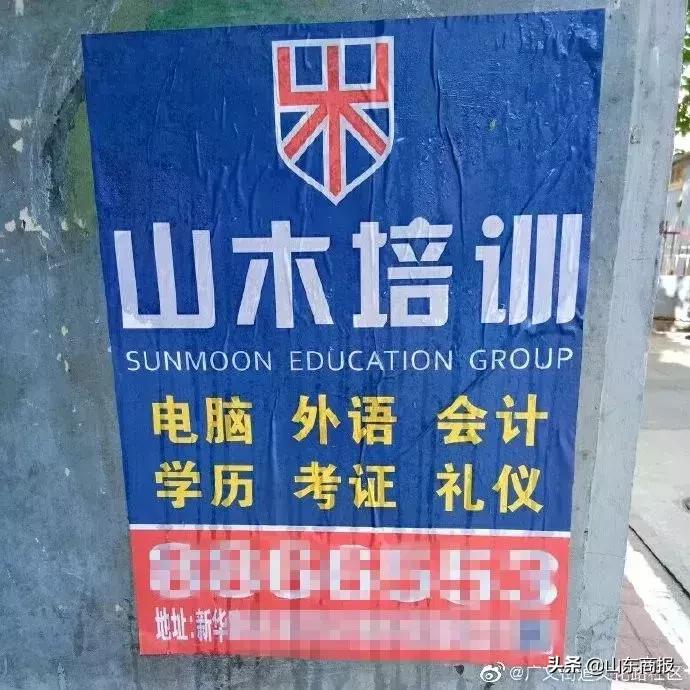 山木培训
SUNMOON EDUCATION GROUP
电脑 外语 会计
学历 考证 礼仪
地址:新华
头条 @山东商报